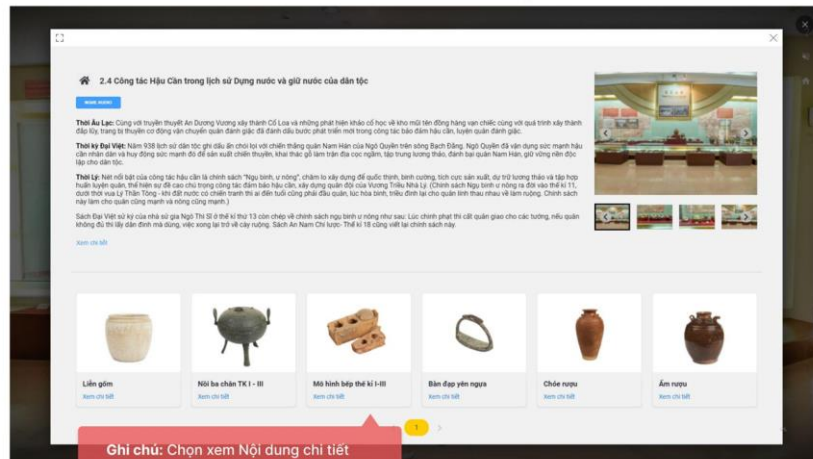 2.4 Công tác Hậu Cần trong lịch sử Dựng nước và giữ nước của dân tộc
NGHE AUDIO
Thời Âu Lạc: Cùng với truyền thuyết An Dương Vương xây thành Cổ Loa và những phát hiện khảo cổ học về kho mũi tên đồng hàng vạn chiếc cùng với quá trình xây thành
đắp lũy, trang bị thuyền cơ động vận chuyển quân đánh giặc đã đánh dấu bước phát triển mới trong công tác bảo đảm hậu cần, luyện quân đánh giặc.
Thời kỳ Đại Việt: Năm 938 lịch sử dân tộc ghi dấu ấn chói lọi với chiến thắng quân Nam Hán của Ngô Quyền trên sông Bạch Đằng. Ngô Quyền đã vận dụng sức mạnh hậu
cần nhân dân và huy động sức mạnh đó để sản xuất chiến thuyền, khai thác gỗ làm trận địa cọc ngầm, tập trung lương thảo, đánh bại quân Nam Hán, giữ vững nền độc
lập cho dân tộc.
Thời Lý: Nét nổi bật của công tác hậu cần là chính sách "Ngụ binh, ư nông", chăm lo xây dựng để quốc thịnh, binh cường, tích cực sản xuất, dự trữ lương thảo và tập hợp
huấn luyện quân, thể hiện sự đề cao chú trọng công tác đảm bảo hậu cần, xây dựng quân đội của Vương Triều Nhà Lý. (Chính sách Ngụ binh ư nông ra đời vào thế kỉ 11,
dưới thời vua Lý Thần Tông - khi đất nước có chiến tranh thì ai đến tuổi cũng phải đầu quân, lúc hòa bình, triều đình lại cho quân lính thau nhau về làm ruộng. Chính sách
này làm cho quân cũng mạnh và nông cũng mạnh.)
Sách Đại Việt sử ký của nhà sử gia Ngô Thì Sĩ ở thế kỉ thứ 13 còn chép về chính sách ngụ binh ư nông như sau: Lúc chinh phạt thì cất quân giao cho các tướng, nếu quân
không đủ thì lấy dân đinh mà dùng, việc xong lại trở về cày ruộng. Sách An Nam Chí lược- Thế kỉ 18 cũng viết lại chính sách này.
Xem chi tiết
Liễn gốm
Xem chi tiết
Nồi ba chân TK I - III
Xem chi tiết
Mô hình bếp thế kỉ I-III
Xem chi tiết
Bàn đạp yên ngựa
Xem chi tiết
Chóe rượu
Xem chi tiết
Ấm rượu
Xem chi tiết
1
Ghi chú: Chọn xem Nội dung chi tiết